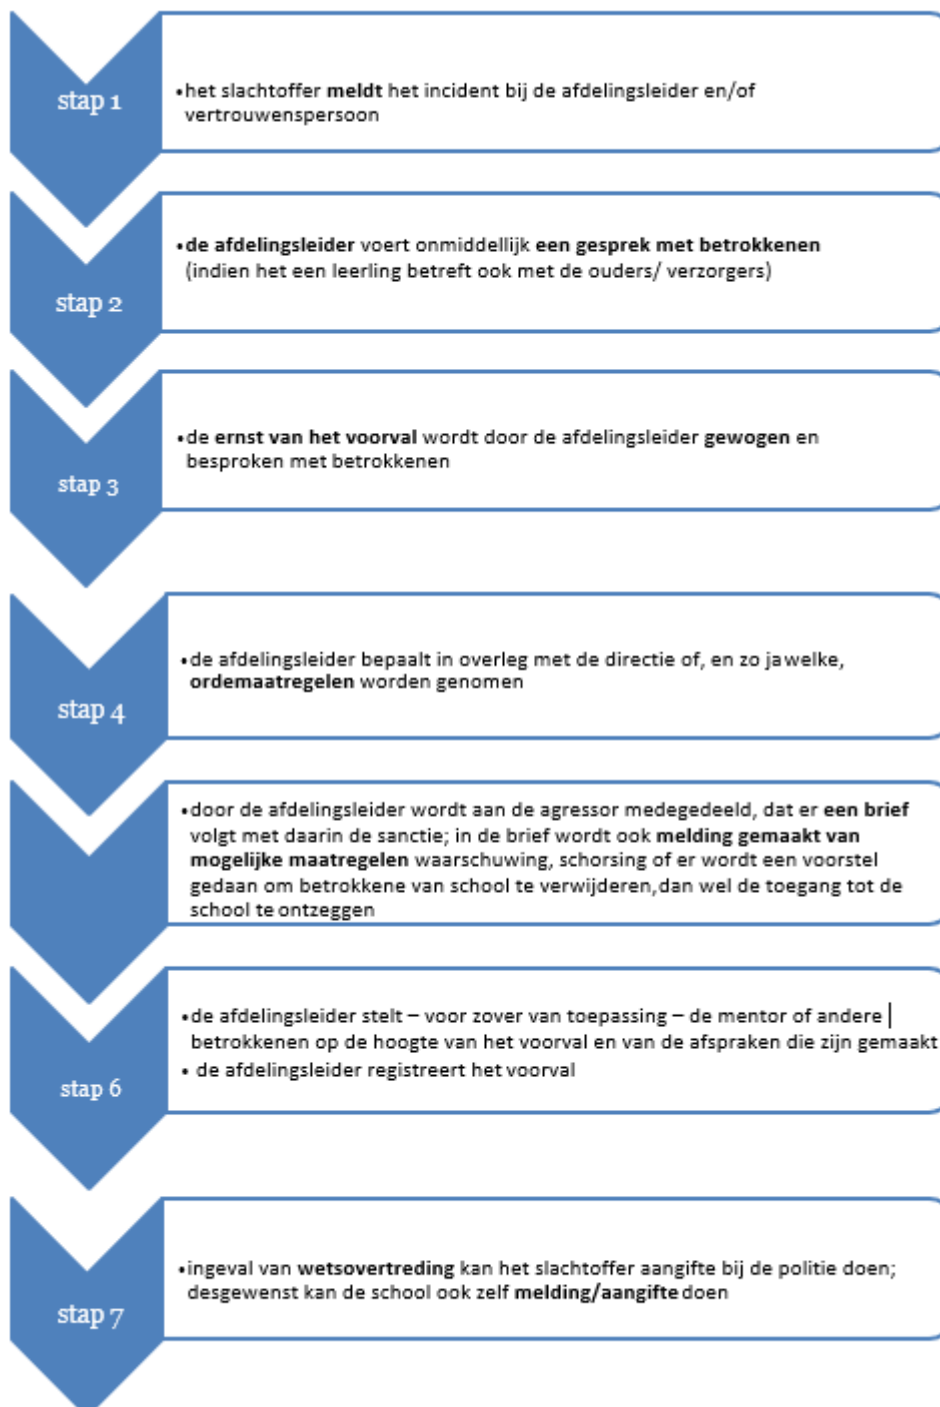 stap 1
•het slachtoffer meldt het incident bij de afdelingsleider en/of
vertrouwenspersoon
stap 2
•de afdelingsleider voert onmiddellijk een gesprek met betrokkenen
(indien het een leerling betreft ook met de ouders/ verzorgers)
stap 3
•de ernst van het voorval wordt door de afdelingsleider gewogen en
besproken met betrokkenen
stap 4
•de afdelingsleider bepaalt in overleg met de directie of, en zo jawelke,
ordemaatregelen worden genomen
•door de afdelingsleider wordt aan de agressor medegedeeld, dat er een brief
volgt met daarin de sanctie; in de brief wordt ook melding gemaakt van
mogelijke maatregelen waarschuwing, schorsing of er wordt een voorstel
gedaan om betrokkene van school te verwijderen, dan wel de toegang tot de
school te ontzeggen
stap 6
•de afdelingsleider stelt – voor zover van toepassing – de mentor of andere
betrokkenen op de hoogte van het voorval en van de afspraken die zijn gemaakt
• de afdelingsleider registreert het voorval
stap 7
•ingeval van wetsovertreding kan het slachtoffer aangifte bij de politie doen;
desgewenst kan de school ook zelf melding/aangifte doen